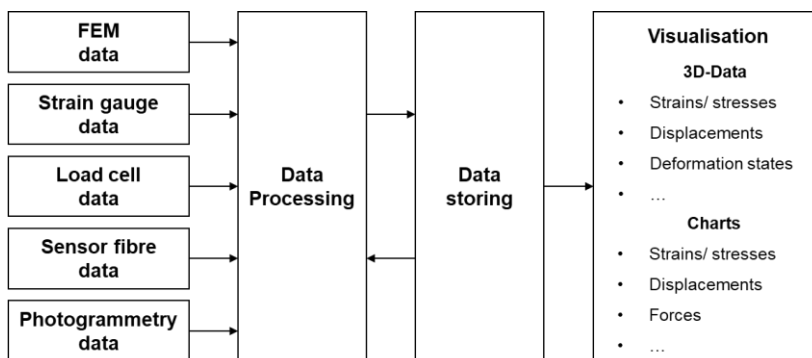 FEM
data
Strain gauge
data
Load cell
data
Sensor fibre
data
Photogrammetry
data
Data
Processing
Data
storing
Visualisation
3D-Data
• Strains/ stresses
• Displacements
• Deformation states
• …
Charts
• Strains/ stresses
• Displacements
• Forces
• …